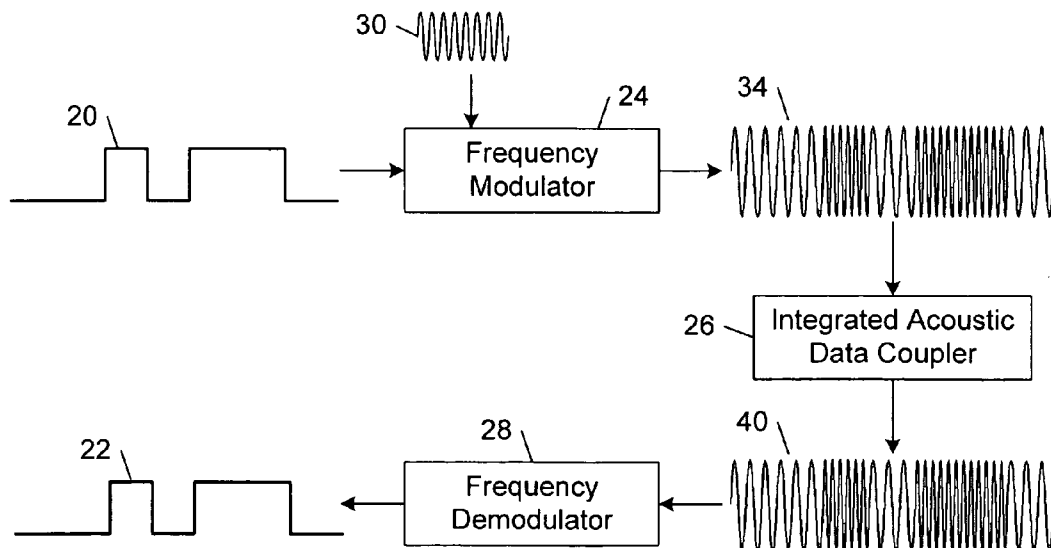 30
24
34
20
Frequency
Modulator
26
Integrated Acoustic
Data Coupler
22
28
40
Frequency
Demodulator